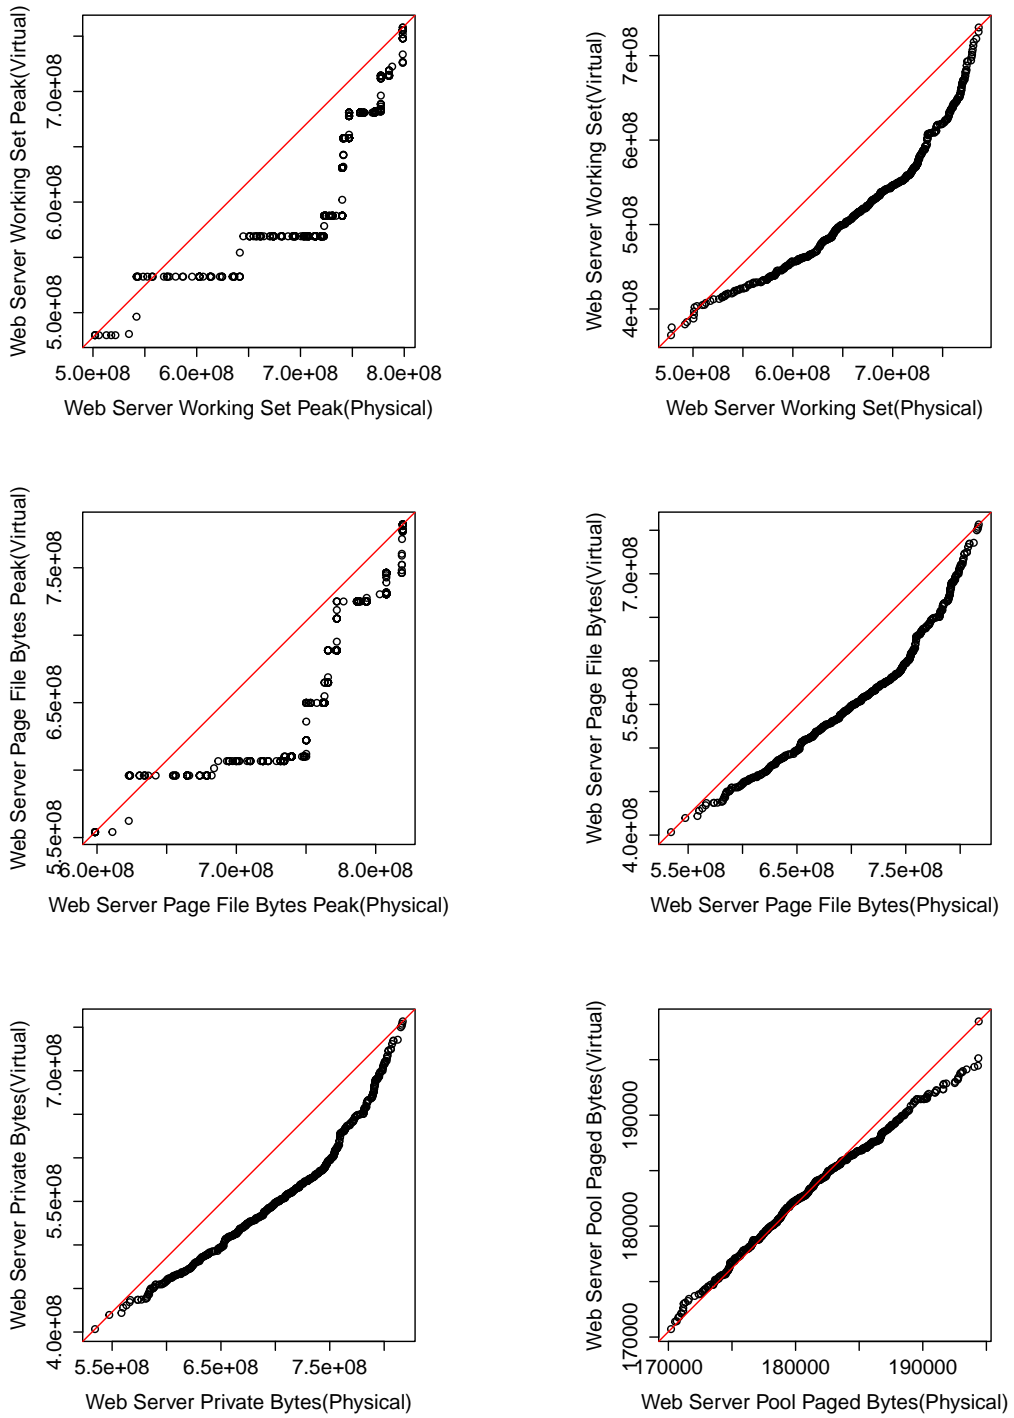 Web Server Working Set Peak(Virtual)
5.0e+08 6.0e+08 7.0e+08
5.0e+08 6.0e+08 7.0e+08 8.0e+08
Web Server Working Set Peak(Physical)
Web Server Working Set(Virtual)
4e+08 5e+08 6e+08 7e+08
5.0e+08 6.0e+08 7.0e+08
Web Server Working Set(Physical)
Web Server Page File Bytes Peak(Virtual)
5.5e+08 6.5e+08 7.5e+08
6.0e+08 7.0e+08 8.0e+08
Web Server Page File Bytes Peak(Physical)
Web Server Page File Bytes(Virtual)
4.0e+08 5.5e+08 7.0e+08
5.5e+08 6.5e+08 7.5e+08
Web Server Page File Bytes(Physical)
Web Server Private Bytes(Virtual)
4.0e+08 5.5e+08 7.0e+08
5.5e+08 6.5e+08 7.5e+08
Web Server Private Bytes(Physical)
Web Server Pool Paged Bytes(Virtual)
170000 180000 190000
170000 180000 190000
Web Server Pool Paged Bytes(Physical)